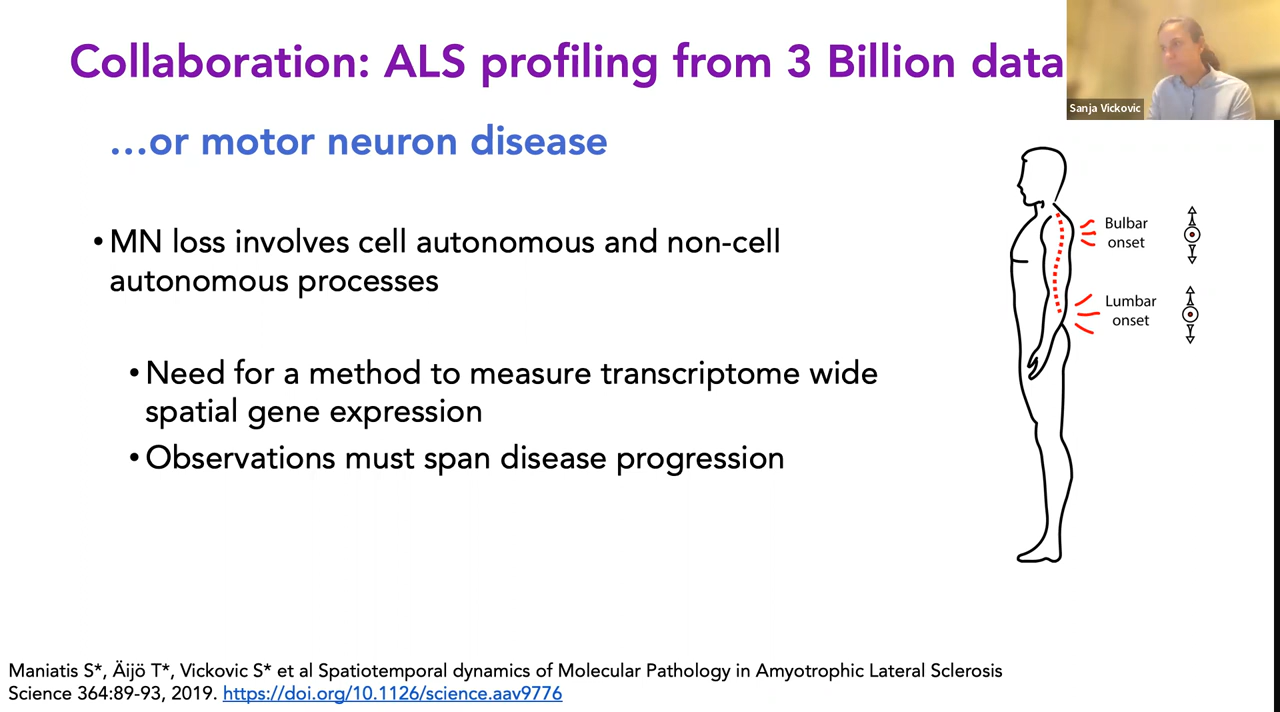 Collaboration: ALS profiling from 3 Billion data
Sanja Vickovic
...or motor neuron disease
• MN loss involves cell autonomous and non-cell
autonomous processes
• Need for a method to measure transcriptome wide
spatial gene expression
• Observations must span disease progression
Bulbar
onset
Lumbar
onset
Maniatis S*, Äijö T*, Vickovic S* et al Spatiotemporal dynamics of Molecular Pathology in Amyotrophic Lateral Sclerosis
Science 364:89-93, 2019. https://doi.org/10.1126/science.aav9776